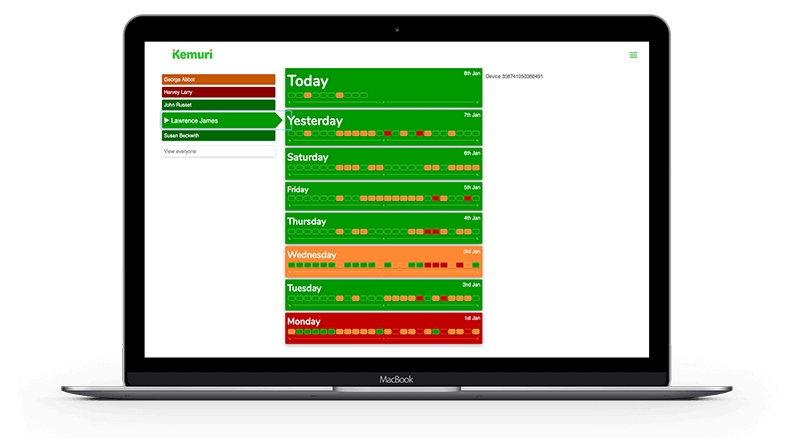 Kemuri
George Abbot
Harvey Larry
John Russet
Lawrence James
Susan Beckwith
View everyone
Today
8th Jan
Yesterday
7th Jan
Saturday
6th Jan
Friday
5th Jan
Thursday
4th Jan
Wednesday
3rd Jan
Tuesday
2nd Jan
Monday
1st Jan
Device 358741050360491
MacBook